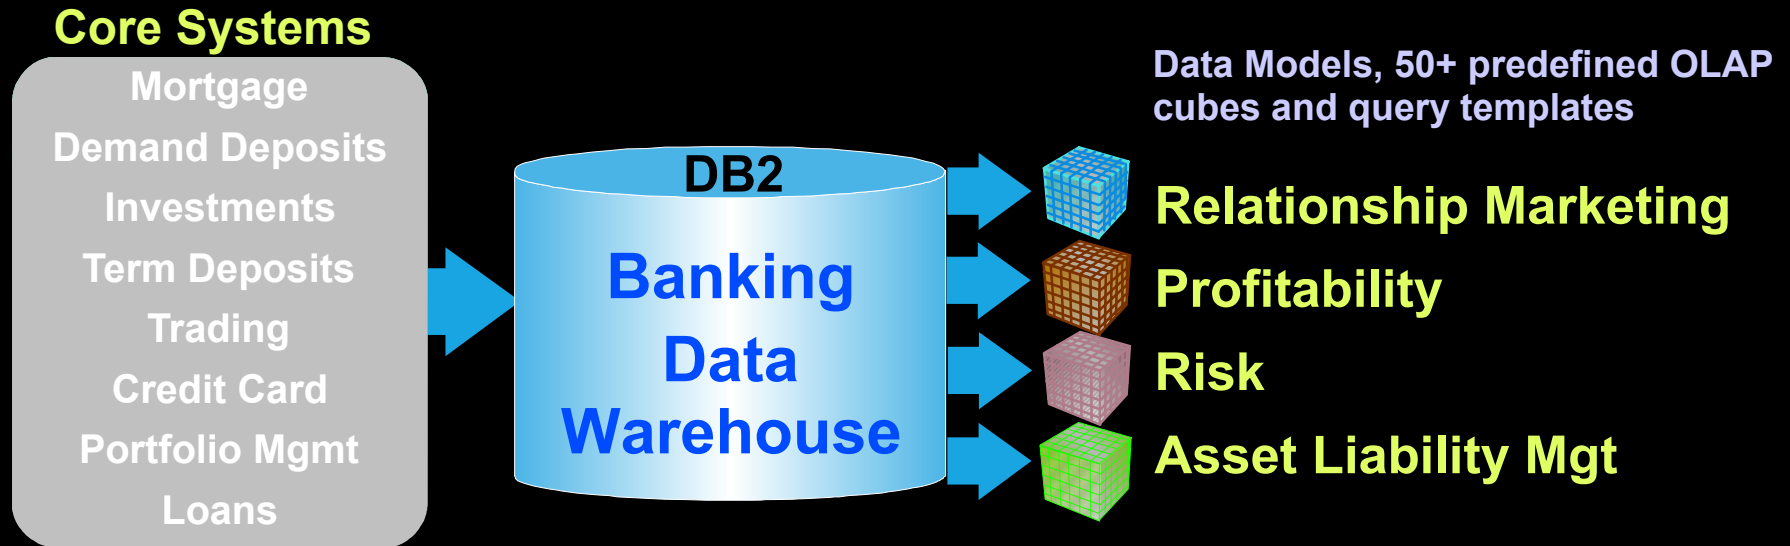 Core Systems
Mortgage
Demand Deposits
Investments
Term Deposits
Trading
Credit Card
Portfolio Mgmt
Loans
DB2
Banking
Data
Warehouse
Data Models, 50+ predefined OLAP
cubes and query templates
Relationship Marketing
Profitability
Risk
Asset Liability Mgt